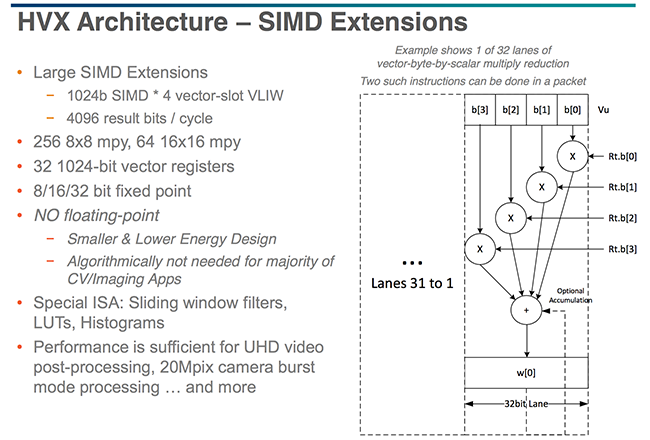 HVX Architecture – SIMD Extensions
• Large SIMD Extensions
– 1024b SIMD * 4 vector-slot VLIW
– 4096 result bits / cycle
• 256 8x8 mpy, 64 16x16 mpy
• 32 1024-bit vector registers
• 8/16/32 bit fixed point
• NO floating-point
– Smaller & Lower Energy Design
– Algorithmically not needed for majority of
CV/Imaging Apps
• Special ISA: Sliding window filters,
LUTs, Histograms
• Performance is sufficient for UHD video
post-processing, 20Mpix camera burst
mode processing … and more
Example shows 1 of 32 lanes of
vector-byte-by-scalar multiply reduction
Two such instructions can be done in a packet
b[3] b[2] b[1] b[0] Vu
X Rt.b[0]
X Rt.b[1]
X Rt.b[2]
X Rt.b[3]
...
Lanes 31 to 1
Optional
Accumulation
+
w[0]
32bit Lane